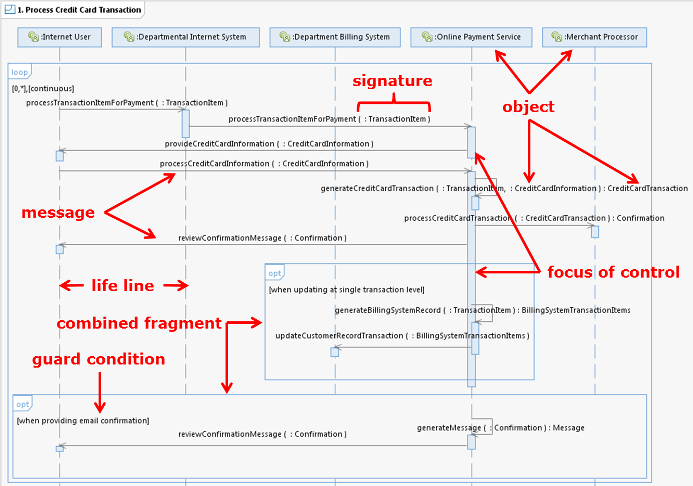 1. Process Credit Card Transaction
:Internet User
:Departmental Internet System
:Department Billing System
:Online Payment Service
:Merchant Processor
loop
[0,*],[continupus]
signature
processTransactionItemForPayment ( : TransactionItem )
object
processTransactionItemForPayment ( : TransactionItem )
provideCreditCardInformation ( : CreditCardInformation )
processCreditCardInformation ( : CreditCardInformation )
generateCreditCardTransaction ( : TransactionItem, : CreditCardInformation ) : CreditCardTransaction
message
processCreditCardTransaction ( : CreditCardTransaction ) : Confirmation
reviewConfirmationMessage ( : Confirmation )
opt
focus of control
life line
[when updating at single transaction level]
generateBillingSystemRecord ( : TransactionItem ) : BillingSystemTransactionItems
combined fragment
updateCustomerRecordTransaction ( : BillingSystemTransactionItems )
guard condition
opt
[when providing email confirmation]
generateMessage ( : Confirmation ) : Message
reviewConfirmationMessage ( : Confirmation )